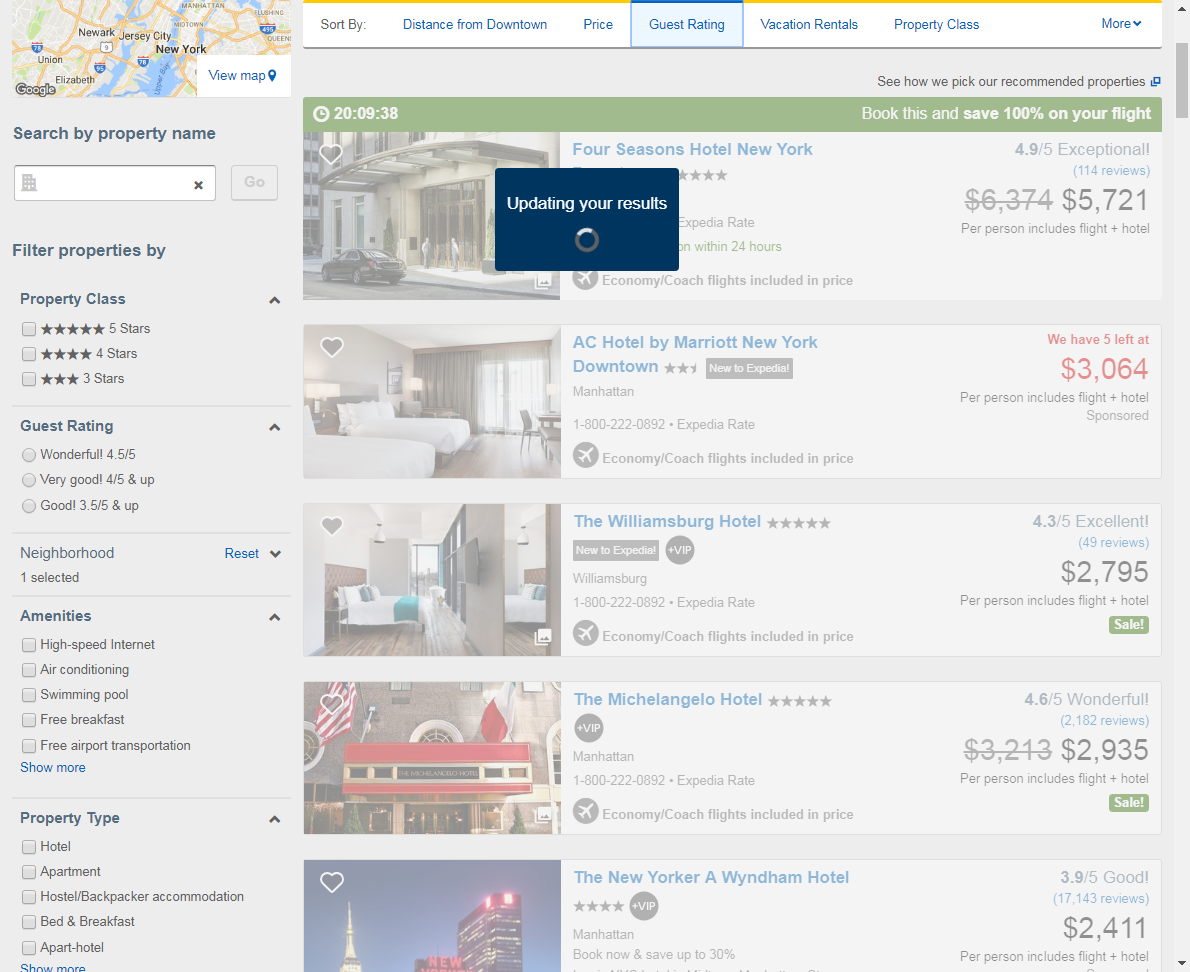 MANHATTAN
FLUSHING
Newark
Jersey City
MIDTOWN
495
QUEENS
78
9
New York
Union
78
95
Elizabeth
Upper Bay
View map
Google
Search by property name
Go
Filter properties by
Property Class
5 Stars
4 Stars
3 Stars
Guest Rating
Wonderful! 4.5/5
Very good! 4/5 & up
Good! 3.5/5 & up
Neighborhood
Reset
1 selected
Amenities
High-speed Internet
Air conditioning
Swimming pool
Free breakfast
Free airport transportation
Show more
Property Type
Hotel
Apartment
Hostel/Backpacker accommodation
Bed & Breakfast
Apart-hotel
Show more
Sort By: Distance from Downtown Price Guest Rating Vacation Rentals Property Class More
See how we pick our recommended properties
20:09:38 Book this and save 100% on your flight
Updating your results
Four Seasons Hotel New York
Expedia Rate
on within 24 hours
Economy/Coach flights included in price
4.9/5 Exceptional!
(114 reviews)
$6,374 $5,721
Per person includes flight + hotel
AC Hotel by Marriott New York
Downtown New to Expedia!
Manhattan
1-800-222-0892 • Expedia Rate
Economy/Coach flights included in price
We have 5 left at
$3,064
Per person includes flight + hotel
Sponsored
The Williamsburg Hotel
New to Expedia! +VIP
Williamsburg
1-800-222-0892 • Expedia Rate
Economy/Coach flights included in price
4.3/5 Excellent!
(49 reviews)
$2,795
Per person includes flight + hotel
Sale!
THE MICHELANGELO HOTEL
The Michelangelo Hotel
+VIP
Manhattan
1-800-222-0892 • Expedia Rate
Economy/Coach flights included in price
4.6/5 Wonderful!
(2,182 reviews)
$3,213 $2,935
Per person includes flight + hotel
Sale!
NEW
The New Yorker A Wyndham Hotel
+VIP
Manhattan
Book now & save up to 30%
3.9/5 Good!
(17,143 reviews)
$2,411
Per person includes flight + hotel